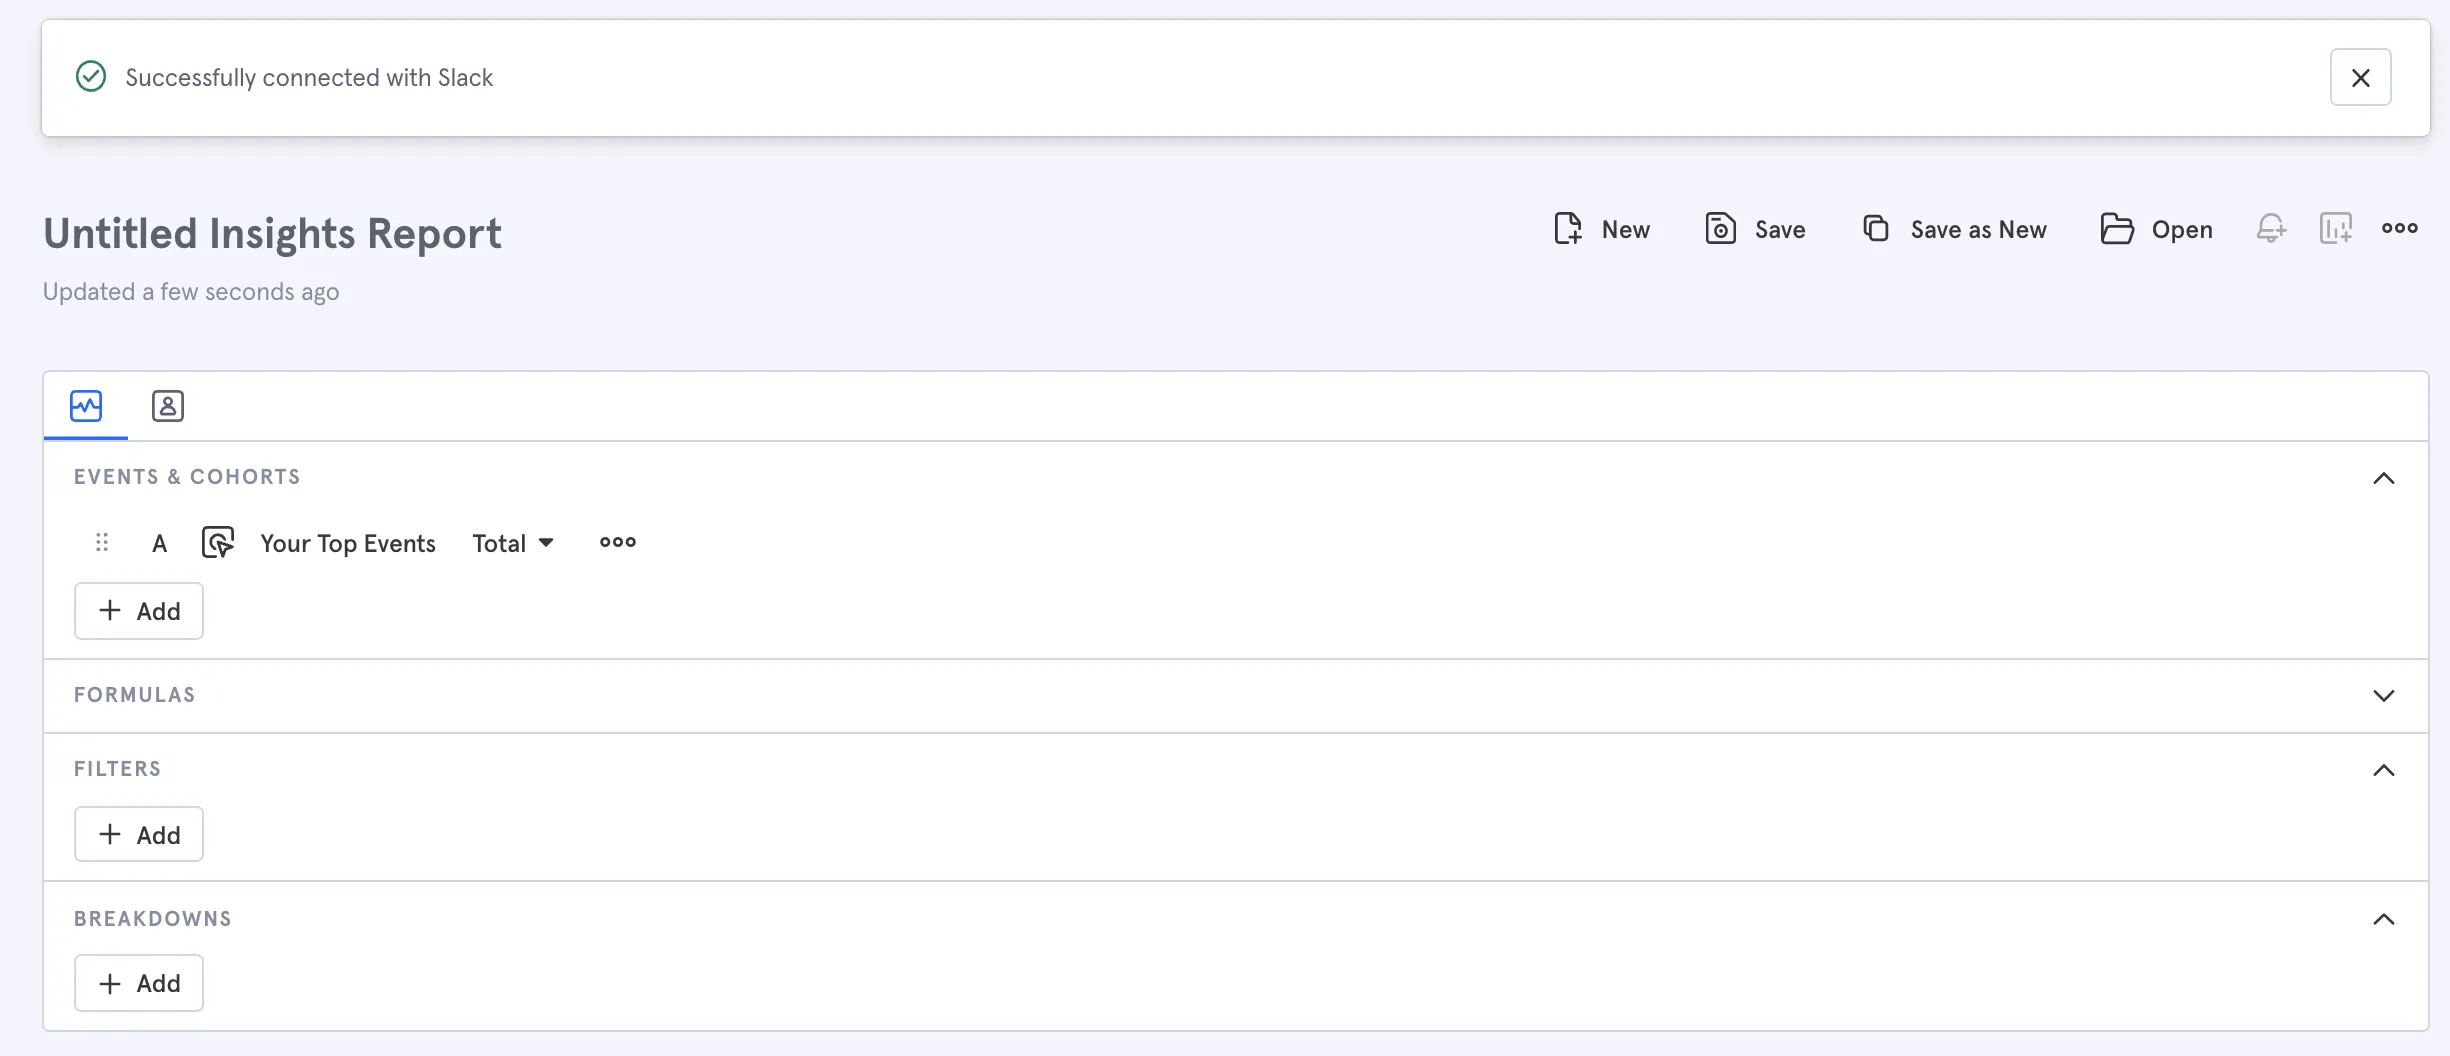 Successfully connected with Slack
Untitled Insights Report
New Save Save as New Open
Updated a few seconds ago
EVENTS & COHORTS
A Your Top Events Total
Add
FORMULAS
FILTERS
Add
BREAKDOWNS
Add